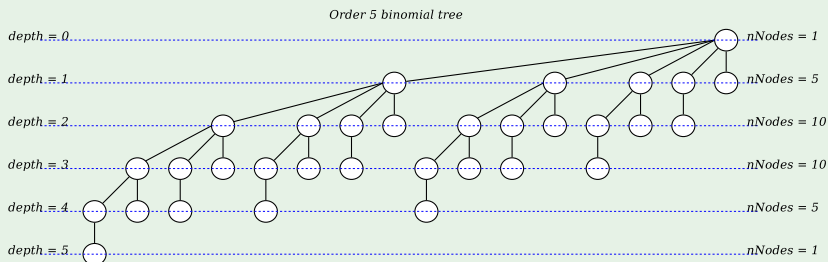 Order 5 binomial tree
depth = 0 nNodes = 1
depth = 1 nNodes = 5
depth = 2 nNodes = 10
depth = 3 nNodes = 10
depth = 4 nNodes = 5
depth = 5 nNodes = 1